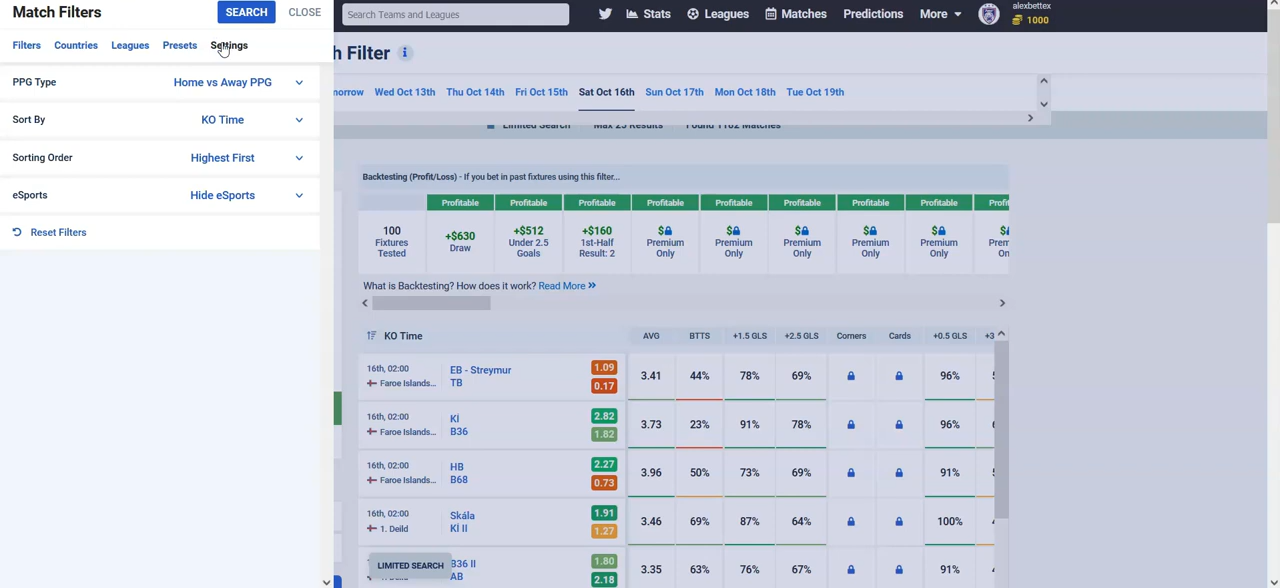 Match Filters SEARCH CLOSE
Search Teams and Leagues Stats Leagues Matches Predictions More alexbettex 1000
Filters Countries Leagues Presets Settings
h Filter i
PPG Type Home vs Away PPG
Sort By KO Time
Sorting Order Highest First
eSports Hide eSports
Reset Filters
morrow Wed Oct 13th Thu Oct 14th Fri Oct 15th Sat Oct 16th Sun Oct 17th Mon Oct 18th Tue Oct 19th
Limited Search Max 25 Results Found 1182 Matches
Backtesting (Profit/Loss) - If you bet in past fixtures using this filter...
Profitable Profitable Profitable Profitable Profitable Profitable Profitable Profitable Profi
100 Fixtures Tested
+$630 Draw
+$512 Under 2.5 Goals
+$160 1st-Half Result: 2
$ Premium Only
$ Premium Only
$ Premium Only
$ Premium Only
$ Premium Only
$ Prem On
What is Backtesting? How does it work? Read More »
KO Time AVG BTTS +1.5 GLS +2.5 GLS Corners Cards +0.5 GLS +3
16th, 02:00 EB - Streymur 1.09
Faroe Islands... TB 0.17
3.41 44% 78% 69% 96%
16th, 02:00 KÍ 2.82
Faroe Islands... B36 1.82
3.73 23% 91% 78% 96%
16th, 02:00 HB 2.27
Faroe Islands... B68 0.73
3.96 50% 73% 69% 91%
16th, 02:00 Skála 1.91
1. Deild KÍ II 1.27
3.46 69% 87% 64% 100%
B36 II 1.80
AB 2.18
3.35 63% 76% 67% 91%
LIMITED SEARCH